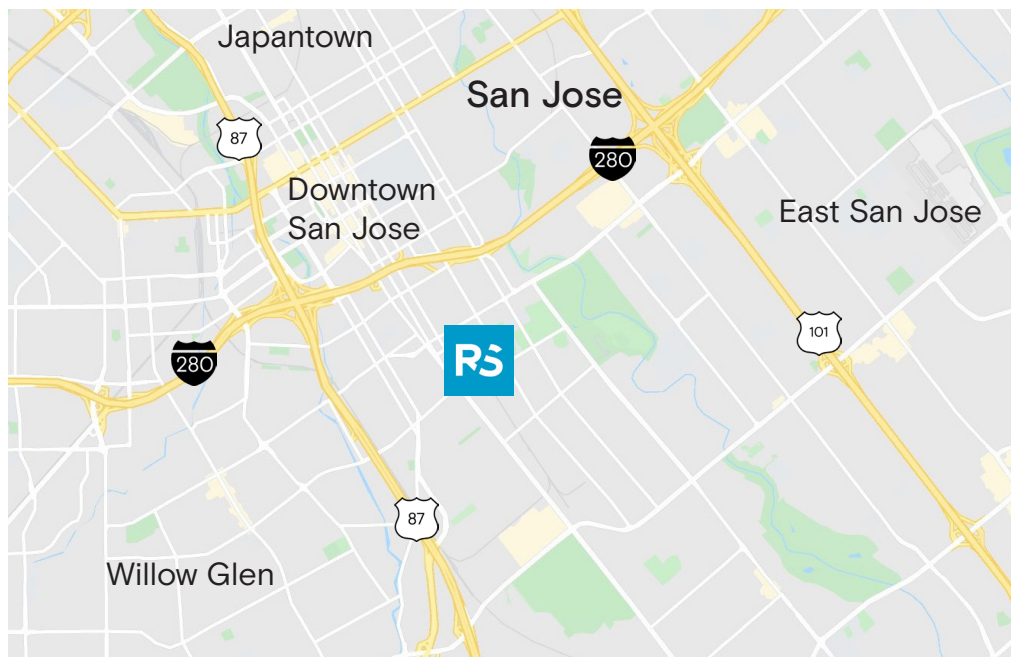 Japantown
San Jose
87
280
Downtown
San Jose
East San Jose
101
280
RS
87
Willow Glen